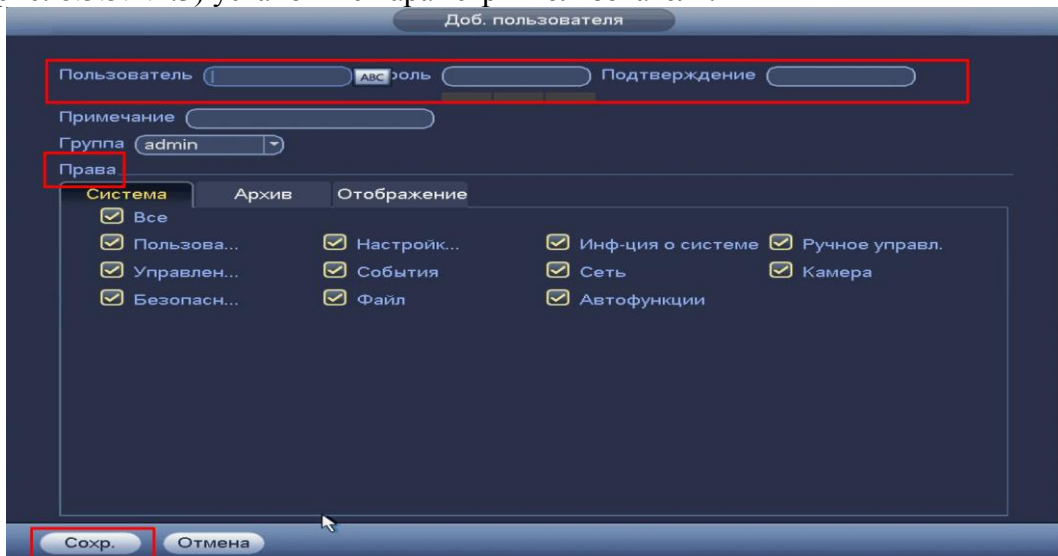 Доб. пользователя
Пользователь ABC роль Подтверждение
Примечание
Группа admin
Права
Система Архив Отображение
Все
Пользова... Настройк... Инф-ция о системе Ручное управл.
Управлен... События Сеть Камера
Безопасн... Файл Автофункции
Сохр. Отмена